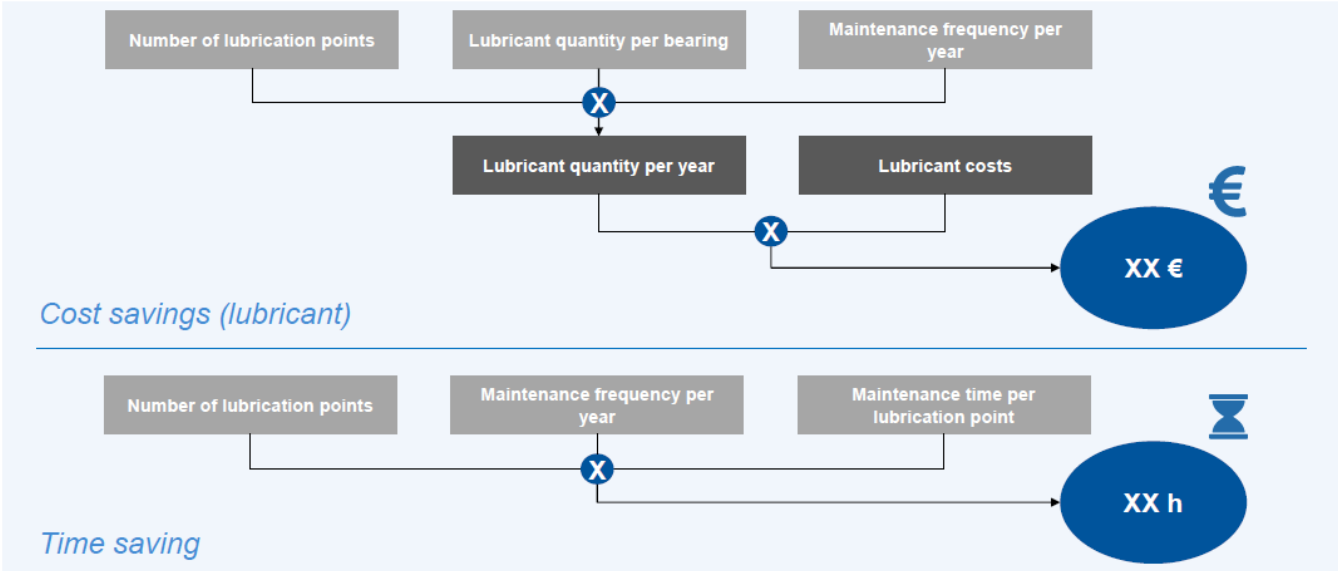 Number of lubrication points
Lubricant quantity per bearing
Maintenance frequency per
year
X
Lubricant quantity per year
Lubricant costs
€
X
XX €
Cost savings (lubricant)
Number of lubrication points
Maintenance frequency per
year
Maintenance time per
lubrication point
X
XX h
Time saving